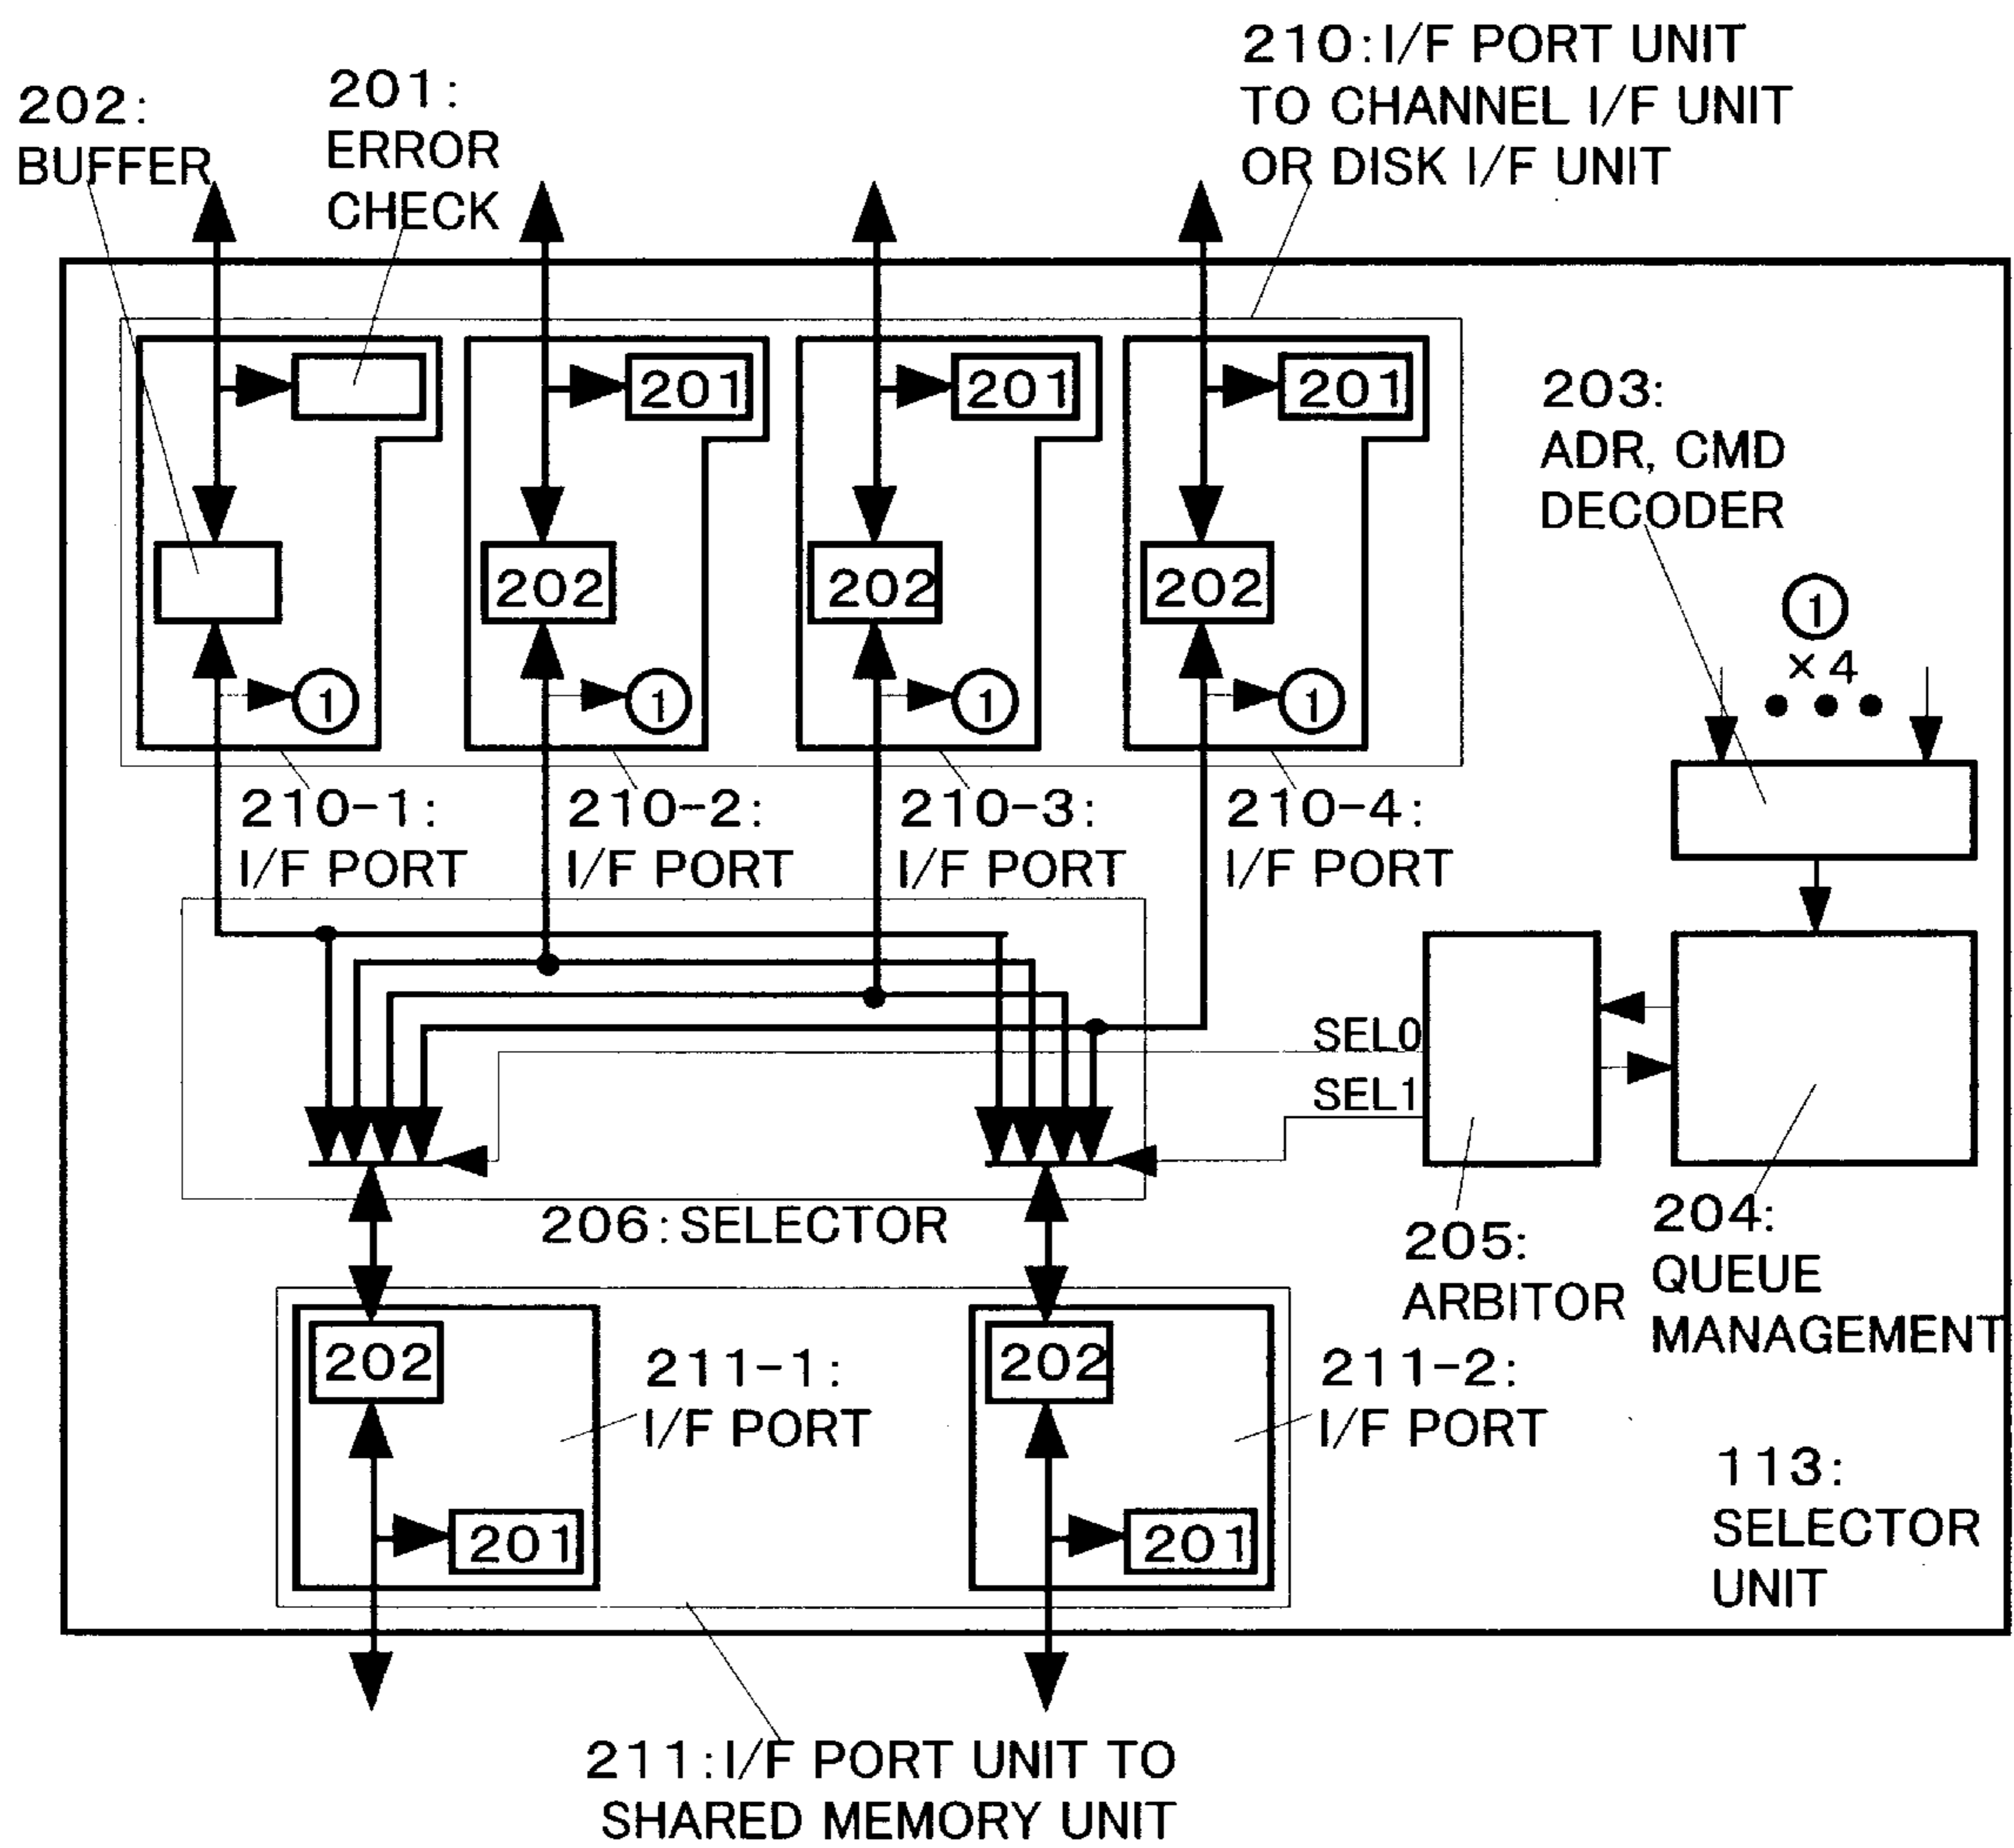 210:I/F PORT UNIT
TO CHANNEL I/F UNIT
OR DISK I/F UNIT
202:
BUFFER
201:
ERROR
CHECK
201
201
201
203:
ADR, CMD
DECODER
202
202
202
1
×4
1
1
1
1
210-1:
I/F PORT
210-2:
I/F PORT
210-3:
I/F PORT
210-4:
I/F PORT
SEL0
SEL1
206:SELECTOR
205:
ARBITOR
204:
QUEUE
MANAGEMENT
202
211-1:
I/F PORT
202
211-2:
I/F PORT
201
201
113:
SELECTOR
UNIT
211:I/F PORT UNIT TO
SHARED MEMORY UNIT